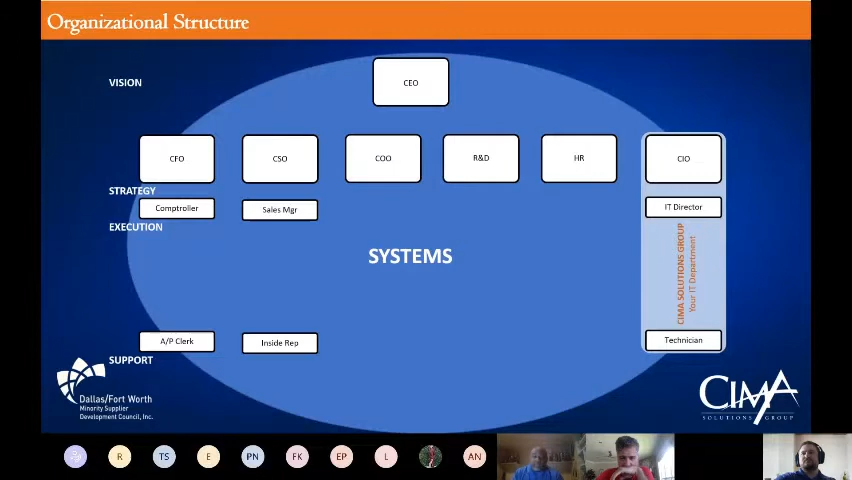 Organizational Structure
VISION
CEO
CFO
CSO
COO
R&D
HR
CIO
STRATEGY
Comptroller
Sales Mgr
IT Director
EXECUTION
SYSTEMS
CIMA SOLUTIONS GROUP
Your IT Department
A/P Clerk
Inside Rep
Technician
SUPPORT
Dallas/Fort Worth
Minority Supplier
Development Council, Inc.
CIMA
SOLUTIONS GROUP
R
TS
E
PN
FK
EP
L
AN